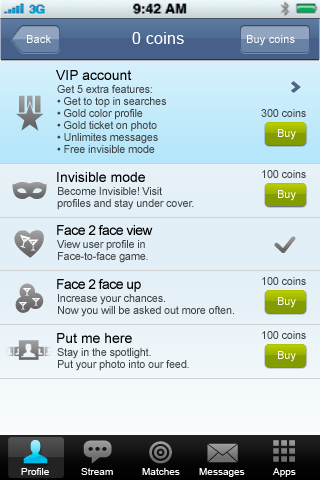 3G 9:42 AM
Back 0 coins Buy coins
VIP account
Get 5 extra features:
• Get to top in searches
• Gold color profile
300 coins
• Gold ticket on photo
• Unlimites messages
Buy
• Free invisible mode
Invisible mode
100 coins
Become Invisible! Visit
profiles and stay under cover.
Buy
Face 2 face view
View user profile in
Face-to-face game.
Face 2 face up
100 coins
Increase your chances.
Now you will be asked out more often.
Buy
Put me here
100 coins
Stay in the spotlight.
Put your photo into our feed.
Buy
Profile Stream Matches Messages Apps